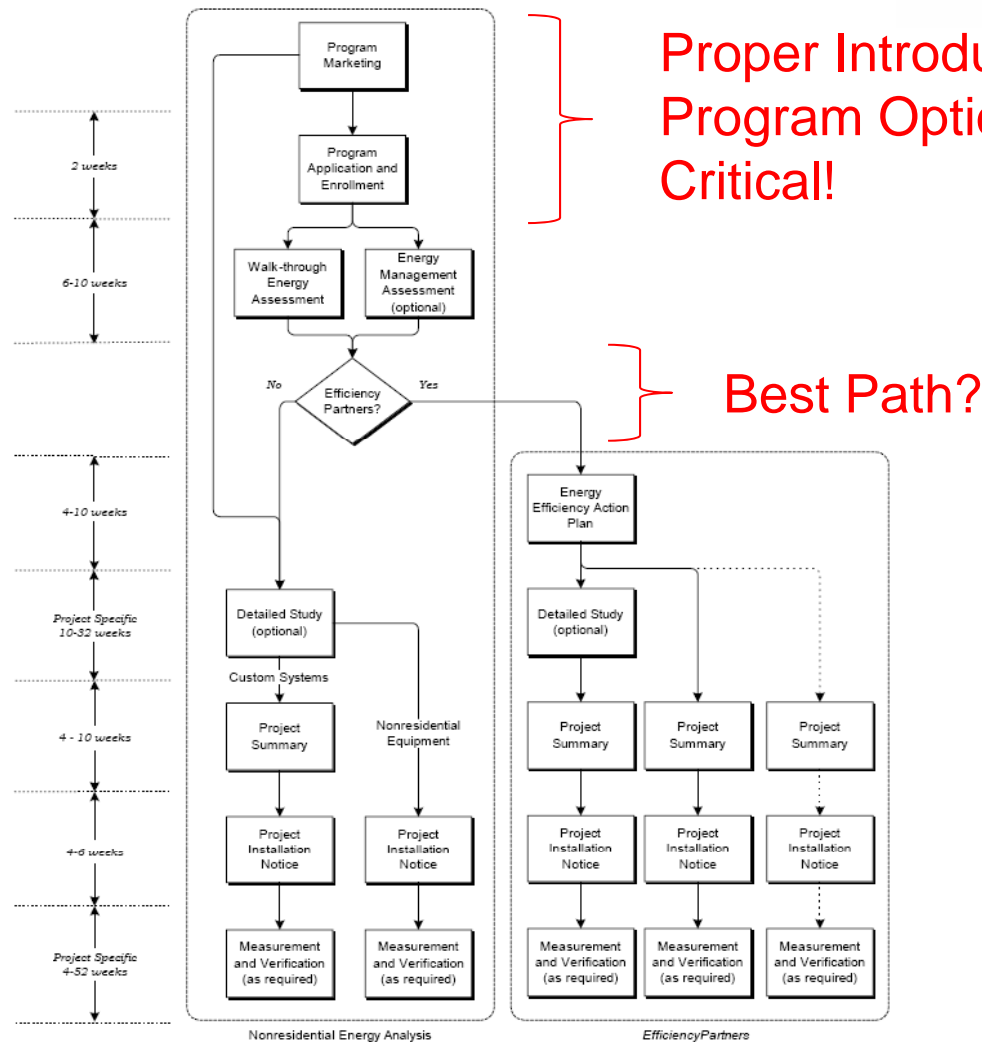 Program
Marketing
Proper Introdu
Program Optio
Critical!
2 weeks
Program
Application and
Enrollment
6-10 weeks
Walk-through
Energy
Assessment
Energy
Management
Assessment
(optional)
No
Efficiency
Partners?
Yes
Best Path?
4-10 weeks
Energy
Efficiency Action
Plan
Project Specific
10-32 weeks
Detailed Study
(optional)
Detailed Study
(optional)
Custom Systems
4 - 10 weeks
Project
Summary
Nonresidential
Equipment
Project
Summary
Project
Summary
Project
Summary
4-6 weeks
Project
Installation
Notice
Project
Installation
Notice
Project
Installation
Notice
Project
Installation
Notice
Project
Installation
Notice
Project Specific
4-52 weeks
Measurement
and Verification
(as required)
Measurement
and Verification
(as required)
Measurement
and Verification
(as required)
Measurement
and Verification
(as required)
Measurement
and Verification
(as required)
Nonresidential Energy Analysis
EfficiencyPartners